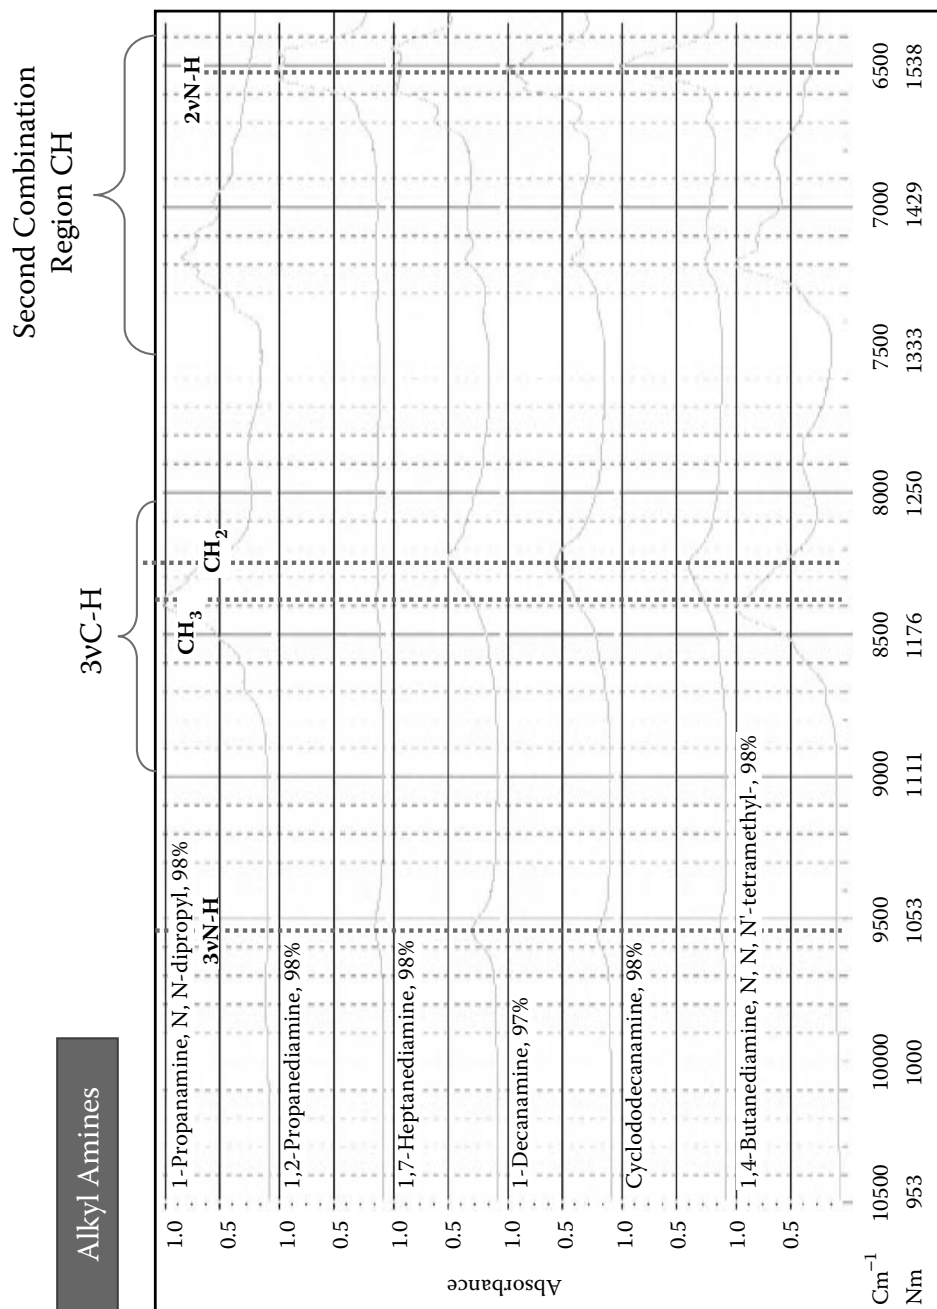 Alkyl Amines
3νC-H
Second Combination
Region CH
1-Propanamine, N, N-dipropyl, 98%
3νN-H
CH3
CH2
2νN-H
1,2-Propanediamine, 98%
1,7-Heptanediamine, 98%
1-Decanamine, 97%
Cyclododecanamine, 98%
1,4-Butanediamine, N, N, N', N'-tetramethyl-, 98%
Absorbance
1.0
0.5
1.0
0.5
1.0
0.5
1.0
0.5
1.0
0.5
1.0
0.5
Cm−1 10500 10000 9500 9000 8500 8000 7500 7000 6500
Nm 953 1000 1053 1111 1176 1250 1333 1429 1538